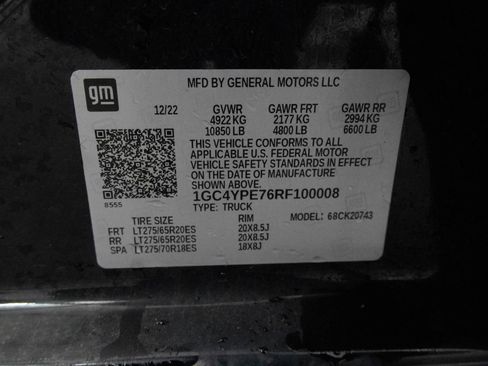 gm
MFD BY GENERAL MOTORS LLC
12/22 GVWR GAWR FRT GAWR RR
4922 KG 2177 KG 2994 KG
10850 LB 4800 LB 6600 LB
THIS VEHICLE CONFORMS TO ALL
APPLICABLE U.S. FEDERAL MOTOR
VEHICLE SAFETY STANDARDS IN EFFECT
ON THE DATE OF MANUFACTURE
SHOWN ABOVE.
1GC4YPE76RF100008
8555 TYPE: TRUCK MODEL: 68CK20743
TIRE SIZE RIM
FRT LT275/65R20ES 20X8.5J
RR LT275/65R20ES 20X8.5J
SPA LT275/70R18ES 18X8J